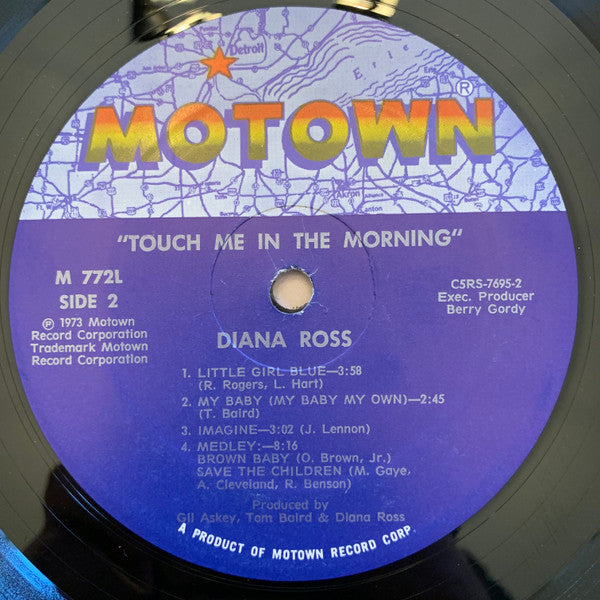 Detroit
Erie
MOTOWN®
Akron
Canton
"TOUCH ME IN THE MORNING"
M 772L
SIDE 2
℗ 1973 Motown
Record Corporation
Trademark Motown
Record Corporation
C5RS-7695-2
Exec. Producer
Berry Gordy
DIANA ROSS
1. LITTLE GIRL BLUE—3:58
(R. Rogers, L. Hart)
2. MY BABY (MY BABY MY OWN)—2:45
(T. Baird)
3. IMAGINE—3:02 (J. Lennon)
4. MEDLEY:—8:16
BROWN BABY (O. Brown, Jr.)
SAVE THE CHILDREN (M. Gaye,
A. Cleveland, R. Benson)
Produced by
Gil Askey, Tom Baird & Diana Ross
A PRODUCT OF MOTOWN RECORD CORP.